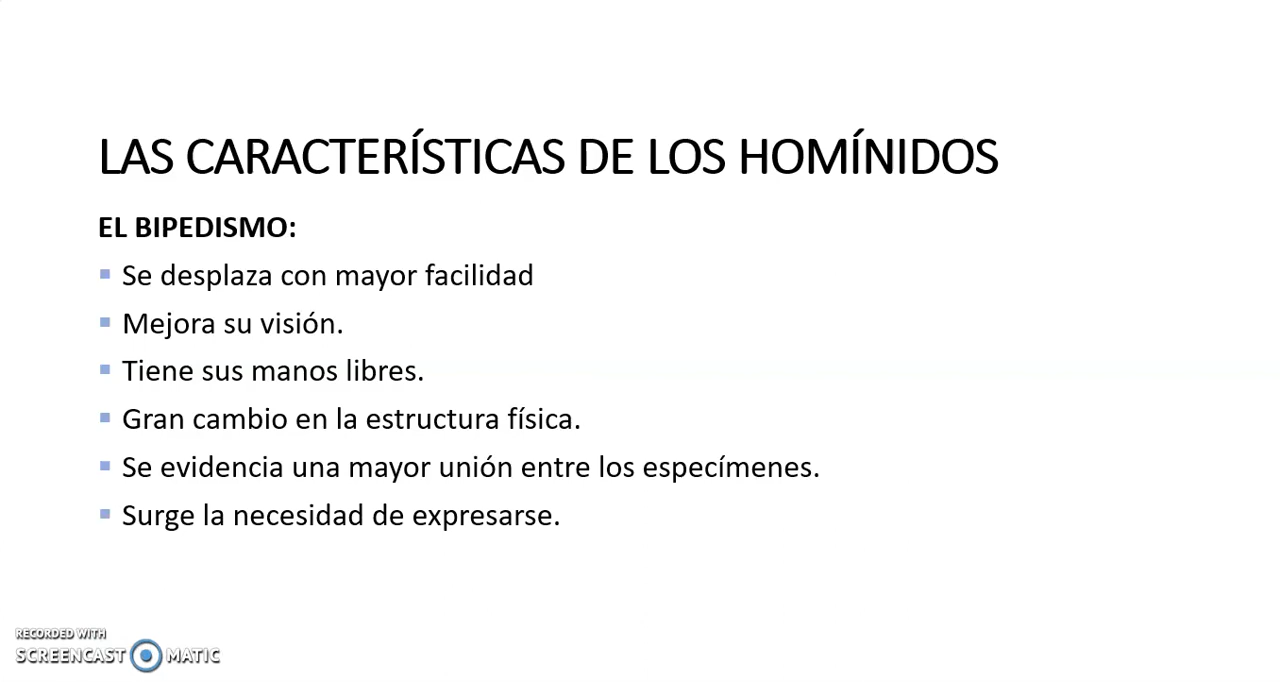 LAS CARACTERÍSTICAS DE LOS HOMÍNIDOS
EL BIPEDISMO:
Se desplaza con mayor facilidad
Mejora su visión.
Tiene sus manos libres.
Gran cambio en la estructura física.
Se evidencia una mayor unión entre los especímenes.
Surge la necesidad de expresarse.
RECORDED WITH
SCREENCAST MATIC